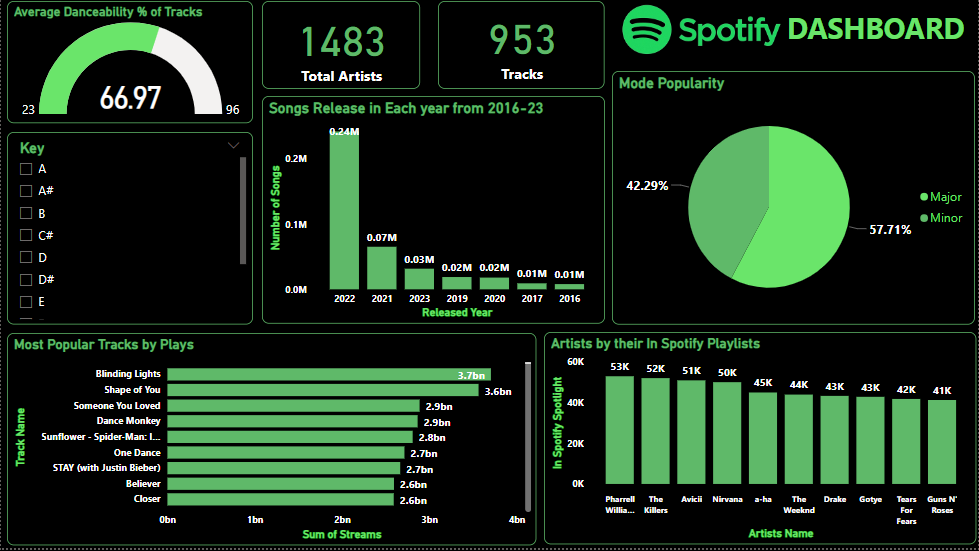 Average Danceability % of Tracks
66.97
23
96
1483
Total Artists
953
Tracks
Spotify DASHBOARD
Key
A
A#
B
C#
D
D#
E
Songs Release in Each year from 2016-23
Number of Songs
0.2M
0.1M
0.0M
0.24M
0.07M
0.03M
0.02M
0.02M
0.01M
0.01M
2022
2021
2023
2019
2020
2017
2016
Released Year
Mode Popularity
42.29%
57.71%
Major
Minor
Most Popular Tracks by Plays
Track Name
Blinding Lights
3.7bn
Shape of You
3.6bn
Someone You Loved
2.9bn
Dance Monkey
2.9bn
Sunflower - Spider-Man: I...
2.8bn
One Dance
2.7bn
STAY (with Justin Bieber)
2.7bn
Believer
2.6bn
Closer
2.6bn
0bn
1bn
2bn
3bn
4bn
Sum of Streams
Artists by their In Spotify Playlists
In Spotify Spotlight
60K
40K
20K
0K
53K
52K
51K
50K
45K
44K
43K
43K
42K
41K
Pharrell
Willia...
The
Killers
Avicii
Nirvana
a-ha
The
Weeknd
Drake
Gotye
Tears
For
Fears
Guns N'
Roses
Artists Name